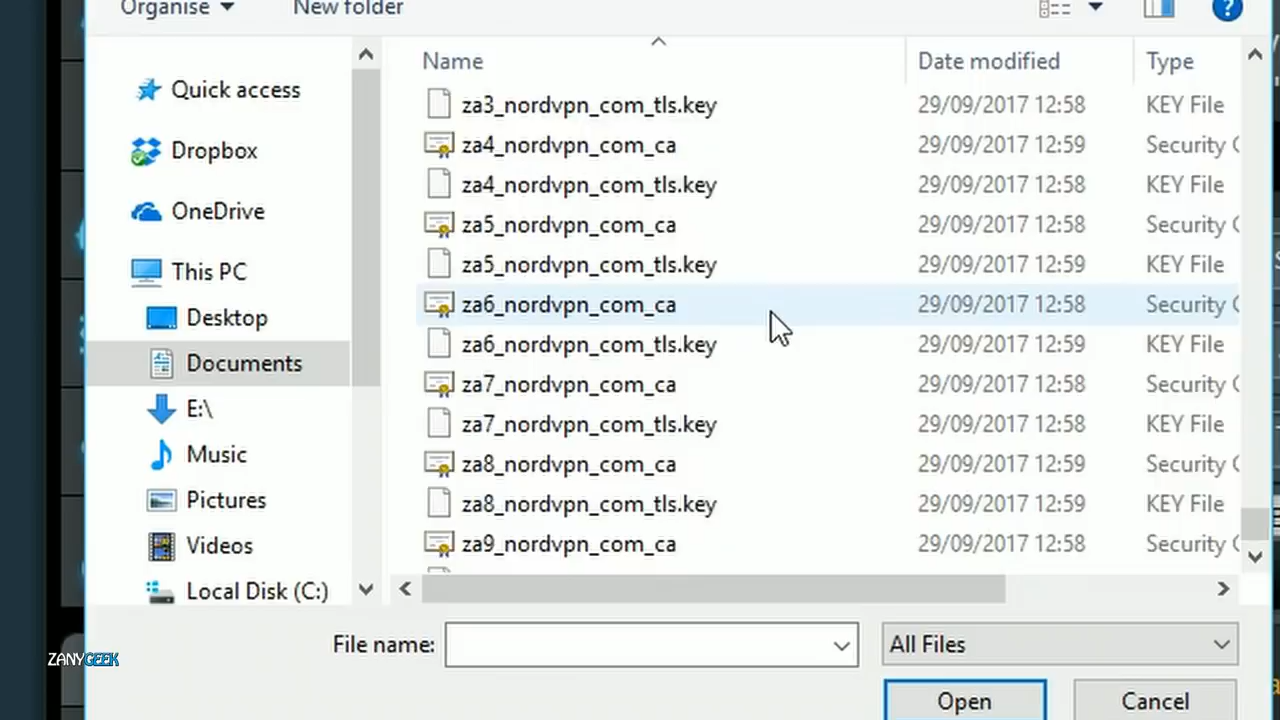 Organise New folder
Name Date modified Type
Quick access
Dropbox
OneDrive
This PC
Desktop
Documents
E:\
Music
Pictures
Videos
Local Disk (C:)
za3_nordvpn_com_tls.key 29/09/2017 12:58 KEY File
za4_nordvpn_com_ca 29/09/2017 12:59 Security
za4_nordvpn_com_tls.key 29/09/2017 12:58 KEY File
za5_nordvpn_com_ca 29/09/2017 12:58 Security
za5_nordvpn_com_tls.key 29/09/2017 12:59 KEY File
za6_nordvpn_com_ca 29/09/2017 12:58 Security
za6_nordvpn_com_tls.key 29/09/2017 12:59 KEY File
za7_nordvpn_com_ca 29/09/2017 12:58 Security
za7_nordvpn_com_tls.key 29/09/2017 12:58 KEY File
za8_nordvpn_com_ca 29/09/2017 12:59 Security
za8_nordvpn_com_tls.key 29/09/2017 12:59 KEY File
za9_nordvpn_com_ca 29/09/2017 12:58 Security
File name: All Files
Open Cancel
ZANYGEEK